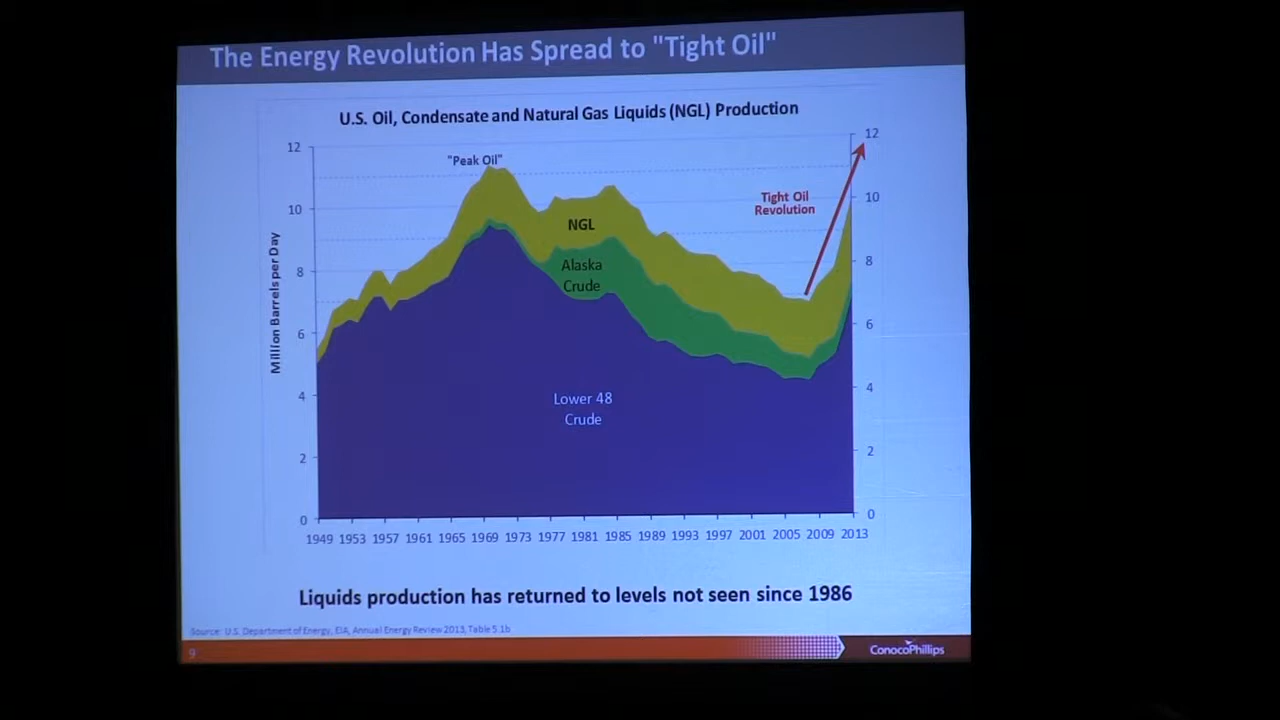 The Energy Revolution Has Spread to "Tight Oil"
U.S. Oil, Condensate and Natural Gas Liquids (NGL) Production
Million Barrels per Day
12
10
8
6
4
2
0
"Peak Oil"
NGL
Alaska
Crude
Lower 48
Crude
Tight Oil
Revolution
12
10
8
6
4
2
0
1949 1953 1957 1961 1965 1969 1973 1977 1981 1985 1989 1993 1997 2001 2005 2009 2013
Liquids production has returned to levels not seen since 1986
Source: U.S. Department of Energy, EIA, Annual Energy Review 2013, Table 5.1b
9
ConocoPhillips